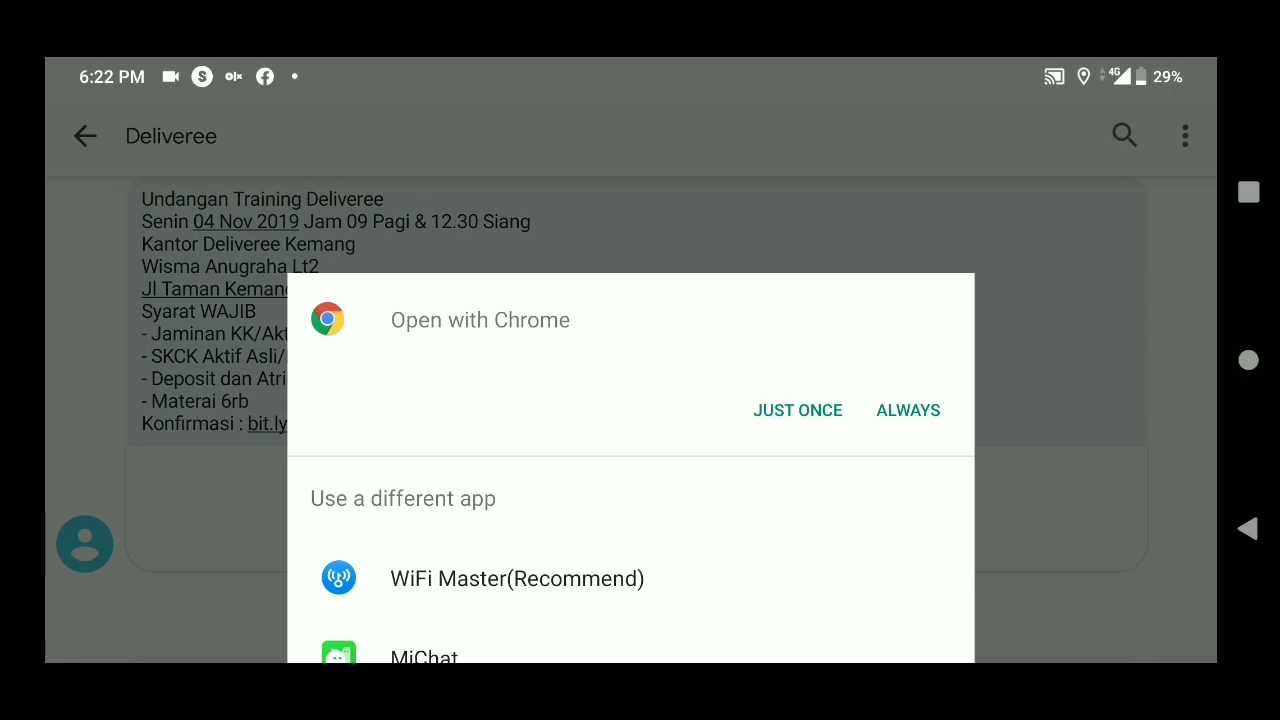 6:22 PM
4G
29%
Deliveree
Undangan Training Deliveree
Senin 04 Nov 2019 Jam 09 Pagi & 12.30 Siang
Kantor Deliveree Kemang
Wisma Anugraha Lt2
Jl Taman Kemang
Syarat WAJIB
- Jaminan KK/Akt
- SKCK Aktif Asli/
- Deposit dan Atri
- Materai 6rb
Konfirmasi : bit.ly
Open with Chrome
JUST ONCE
ALWAYS
Use a different app
WiFi Master(Recommend)
MiChat